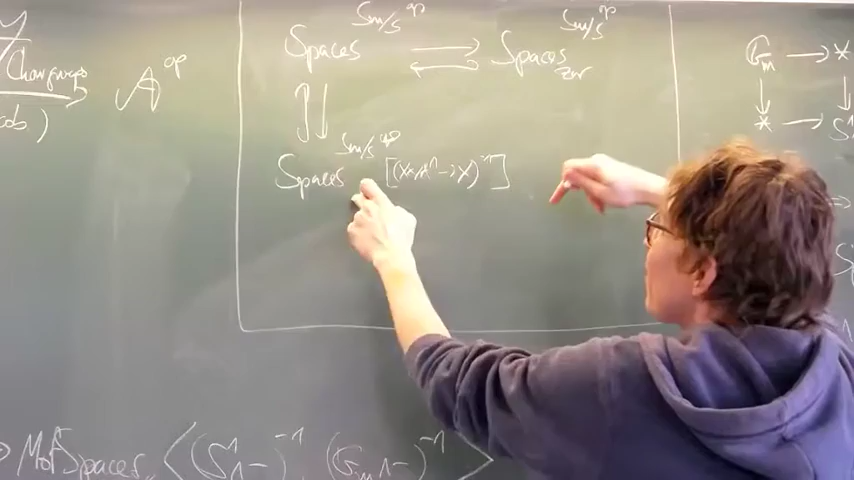 Sm/s^op Sm/s^op
Spaces ⇌ Spaces_Zar
A^op
ob)
G_m → *
* → S^1
Sm/s^op
Spaces [(X×A^1→X)^-1]
MotSpaces <(S^1∧-)^-1, (G_m∧-)^-1>